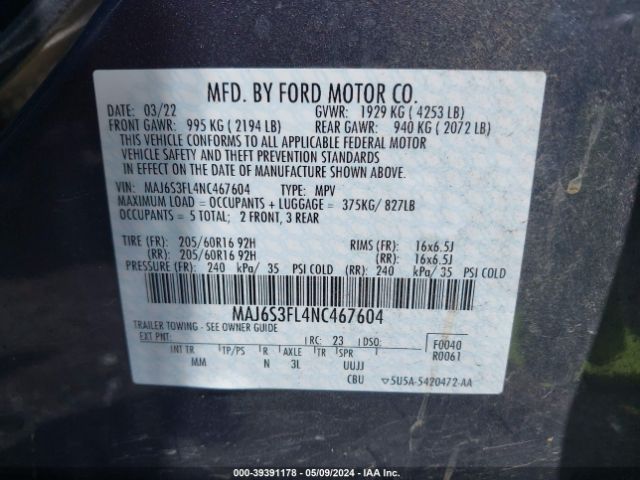 MFD. BY FORD MOTOR CO.
DATE: 03/22 GVWR: 1929 KG ( 4253 LB)
FRONT GAWR: 995 KG ( 2194 LB) REAR GAWR: 940 KG ( 2072 LB)
THIS VEHICLE CONFORMS TO ALL APPLICABLE FEDERAL MOTOR
VEHICLE SAFETY AND THEFT PREVENTION STANDARDS
IN EFFECT ON THE DATE OF MANUFACTURE SHOWN ABOVE.
VIN: MAJ6S3FL4NC467604 TYPE: MPV
MAXIMUM LOAD = OCCUPANTS + LUGGAGE = 375KG/ 827LB
OCCUPANTS = 5 TOTAL; 2 FRONT, 3 REAR
TIRE (FR): 205/60R16 92H RIMS (FR): 16x6.5J
(RR): 205/60R16 92H (RR): 16x6.5J
PRESSURE (FR): 240 kPa/ 35 PSI COLD (RR): 240 kPa/ 35 PSI COLD
MAJ6S3FL4NC467604
TRAILER TOWING - SEE OWNER GUIDE
EXT PNT: RC: 23 DSO: F0040
R0061
INT TR TP/PS R AXLE TR SPR
MM N 3L UUJJ
CBU 5U5A-5420472-AA
000-39391178 - 05/09/2024 - IAA Inc.